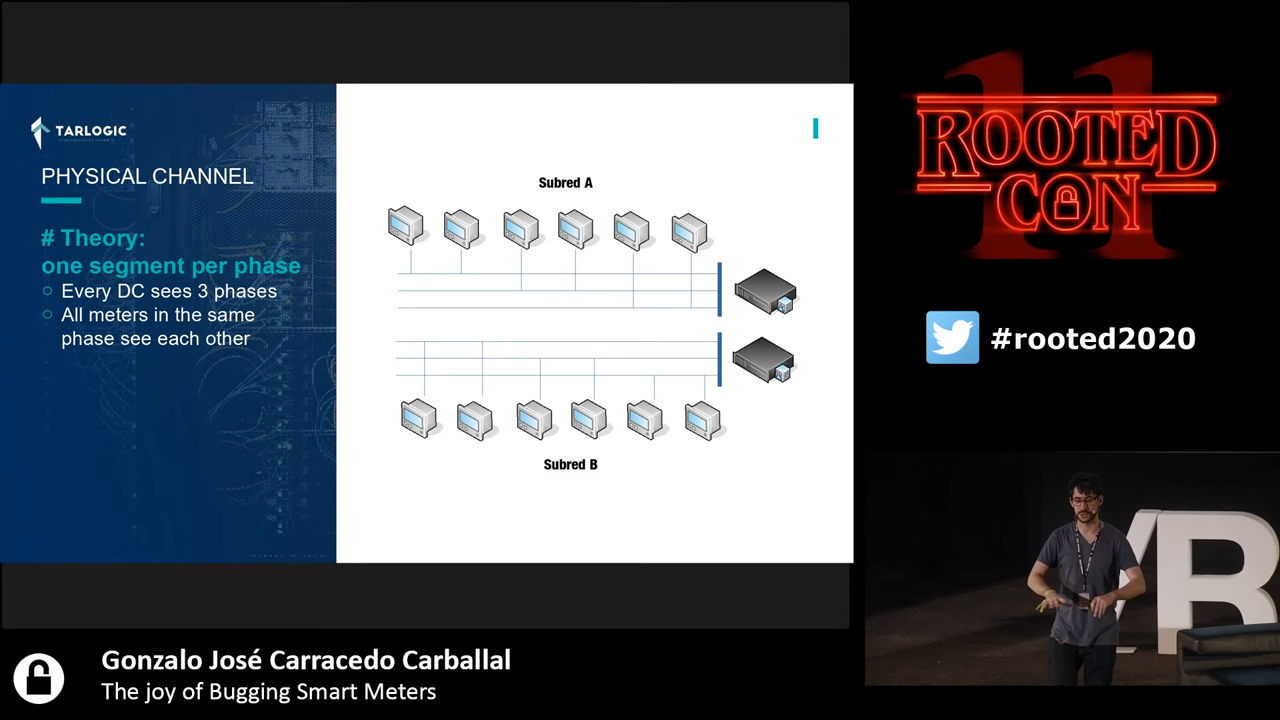 TARLOGIC
PHYSICAL CHANNEL
# Theory:
one segment per phase
Every DC sees 3 phases
All meters in the same
phase see each other
Subred A
Subred B
11
ROOTED
CON
#rooted2020
R
Gonzalo José Carracedo Carballal
The joy of Bugging Smart Meters